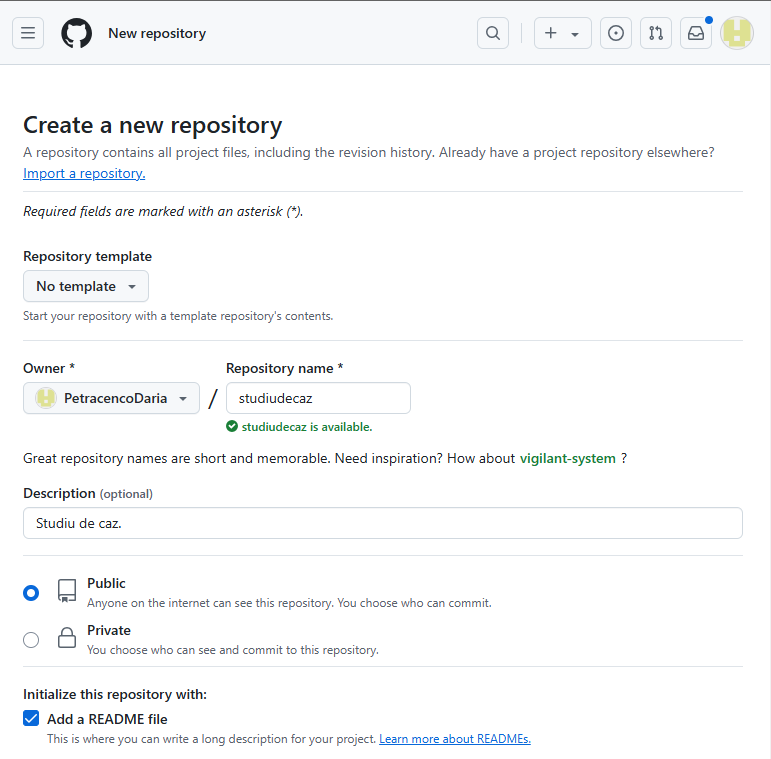 New repository
Create a new repository
A repository contains all project files, including the revision history. Already have a project repository elsewhere?
Import a repository.
Required fields are marked with an asterisk (*).
Repository template
No template
Start your repository with a template repository's contents.
Owner *
Repository name *
PetracencoDaria
/
studiudecaz
studiudecaz is available.
Great repository names are short and memorable. Need inspiration? How about vigilant-system ?
Description (optional)
Studiu de caz.
Public
Anyone on the internet can see this repository. You choose who can commit.
Private
You choose who can see and commit to this repository.
Initialize this repository with:
Add a README file
This is where you can write a long description for your project. Learn more about READMEs.